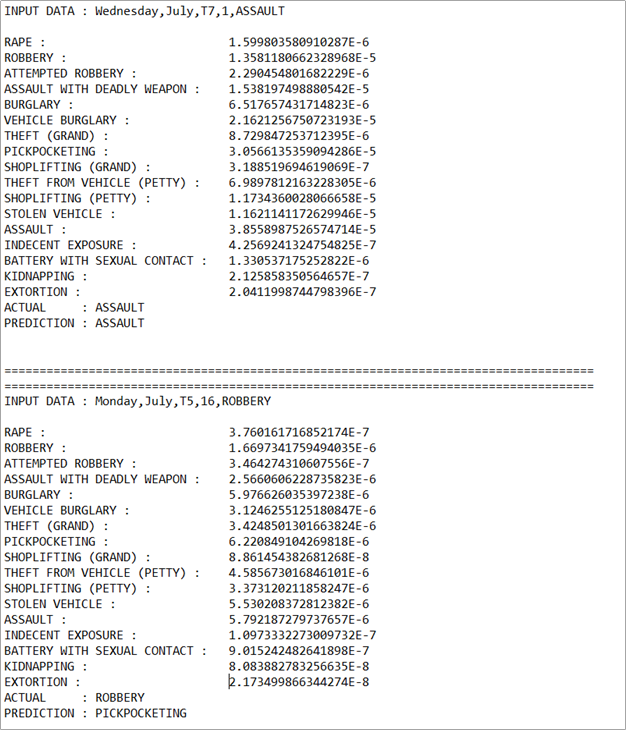 INPUT DATA : Wednesday,July,T7,1,ASSAULT
RAPE : 1.599803580910287E-6
ROBBERY : 1.3581180662328968E-5
ATTEMPTED ROBBERY : 2.290454801682229E-6
ASSAULT WITH DEADLY WEAPON : 1.538197498880542E-5
BURGLARY : 6.517657431714823E-6
VEHICLE BURGLARY : 2.1621256750723193E-5
THEFT (GRAND) : 8.729847253712395E-6
PICKPOCKETING : 3.0566135359094286E-5
SHOPLIFTING (GRAND) : 3.188519694619069E-7
THEFT FROM VEHICLE (PETTY) : 6.9897812163228305E-6
SHOPLIFTING (PETTY) : 1.1734360028066658E-5
STOLEN VEHICLE : 1.1621141172629946E-5
ASSAULT : 3.8558987526574714E-5
INDECENT EXPOSURE : 4.2569241324754825E-7
BATTERY WITH SEXUAL CONTACT : 1.330537175252822E-6
KIDNAPPING : 2.125858350564657E-7
EXTORTION : 2.0411998744798396E-7
ACTUAL : ASSAULT
PREDICTION : ASSAULT
====================================================================================
====================================================================================
INPUT DATA : Monday,July,T5,16,ROBBERY
RAPE : 3.760161716852174E-7
ROBBERY : 1.6697341759494035E-6
ATTEMPTED ROBBERY : 3.464274310607556E-7
ASSAULT WITH DEADLY WEAPON : 2.5660606228735823E-6
BURGLARY : 5.976626035397238E-6
VEHICLE BURGLARY : 3.1246255125180847E-6
THEFT (GRAND) : 3.4248501301663824E-6
PICKPOCKETING : 6.220849104269818E-6
SHOPLIFTING (GRAND) : 8.861454382681268E-8
THEFT FROM VEHICLE (PETTY) : 4.585673016846101E-6
SHOPLIFTING (PETTY) : 3.373120211858247E-6
STOLEN VEHICLE : 5.530208372812382E-6
ASSAULT : 5.792187279737657E-6
INDECENT EXPOSURE : 1.0973332273009732E-7
BATTERY WITH SEXUAL CONTACT : 9.015242482641898E-7
KIDNAPPING : 8.083882783256635E-8
EXTORTION : 2.173499866344274E-8
ACTUAL : ROBBERY
PREDICTION : PICKPOCKETING